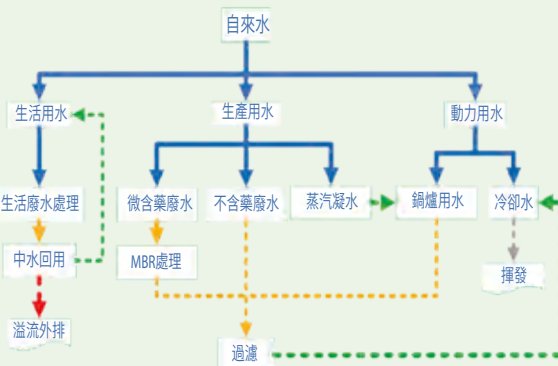 自來水
生活用水
生產用水
動力用水
生活廢水處理
微含藥廢水
不含藥廢水
蒸汽凝水
鍋爐用水
冷卻水
中水回用
MBR處理
揮發
溢流外排
過濾